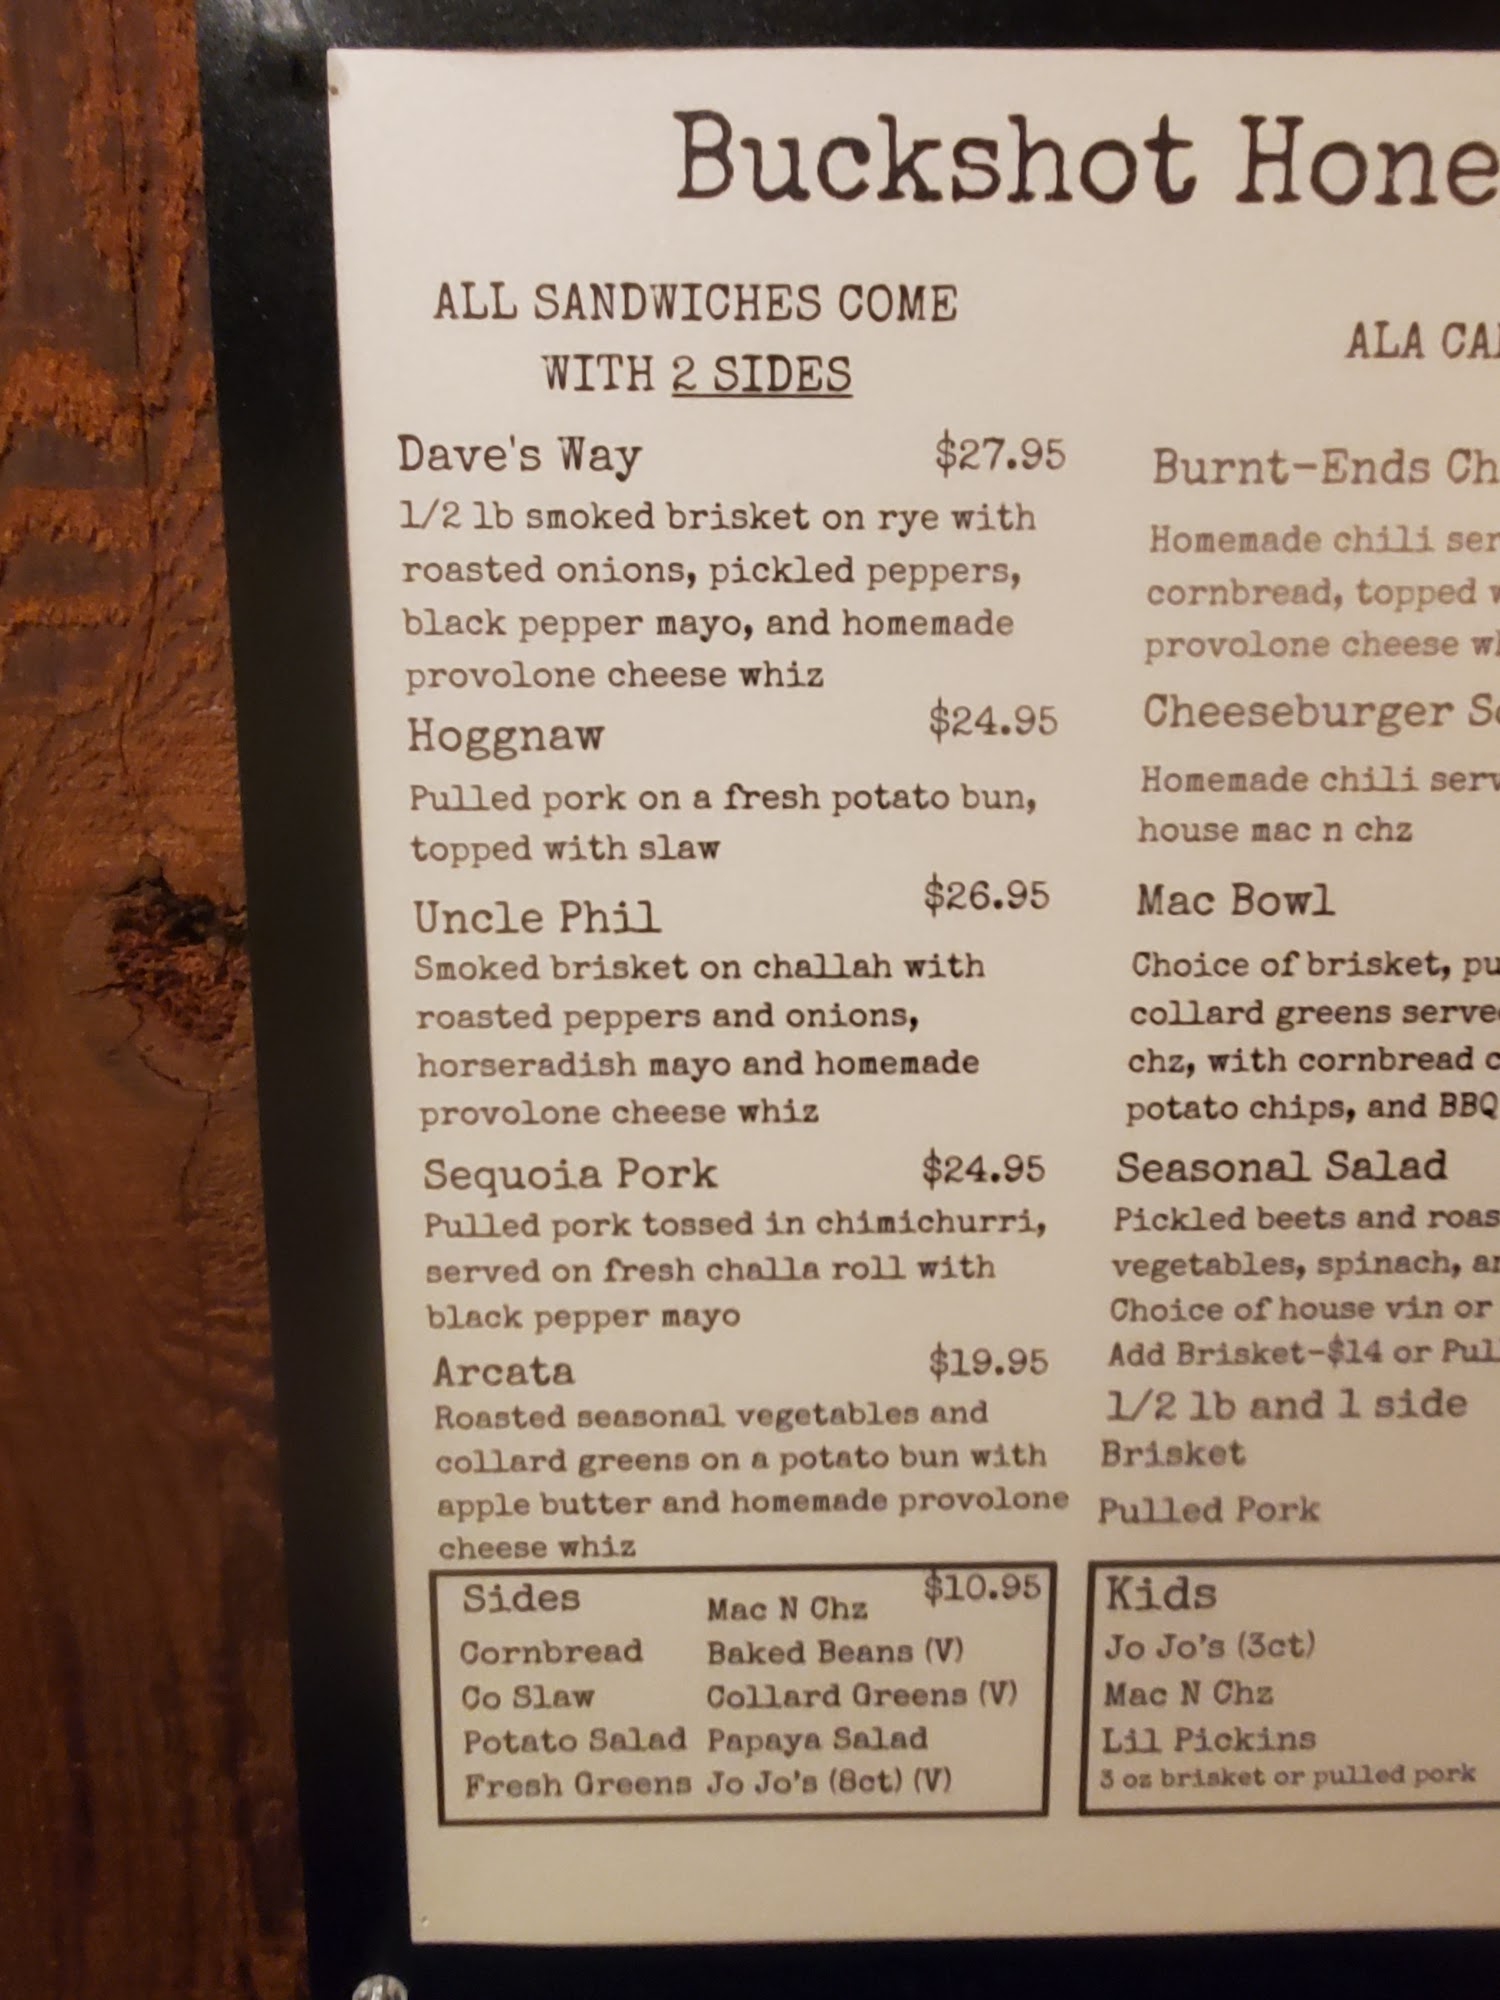 Buckshot Hone
ALL SANDWICHES COME
WITH 2 SIDES
Dave's Way $27.95
1/2 lb smoked brisket on rye with
roasted onions, pickled peppers,
black pepper mayo, and homemade
provolone cheese whiz
Hoggnaw $24.95
Pulled pork on a fresh potato bun,
topped with slaw
Uncle Phil $26.95
Smoked brisket on challah with
roasted peppers and onions,
horseradish mayo and homemade
provolone cheese whiz
Sequoia Pork $24.95
Pulled pork tossed in chimichurri,
served on fresh challa roll with
black pepper mayo
Arcata $19.95
Roasted seasonal vegetables and
collard greens on a potato bun with
apple butter and homemade provolone
cheese whiz
Sides $10.95
Mac N Chz
Cornbread Baked Beans (V)
Co Slaw Collard Greens (V)
Potato Salad Papaya Salad
Fresh Greens Jo Jo's (8ct) (V)
ALA CA
Burnt-Ends Ch
Homemade chili ser
cornbread, topped w
provolone cheese wh
Cheeseburger S
Homemade chili serv
house mac n chz
Mac Bowl
Choice of brisket, pu
collard greens serve
chz, with cornbread c
potato chips, and BBQ
Seasonal Salad
Pickled beets and roas
vegetables, spinach, an
Choice of house vin or
Add Brisket-$14 or Pul
1/2 lb and 1 side
Brisket
Pulled Pork
Kids
Jo Jo's (3ct)
Mac N Chz
Lil Pickins
3 oz brisket or pulled pork